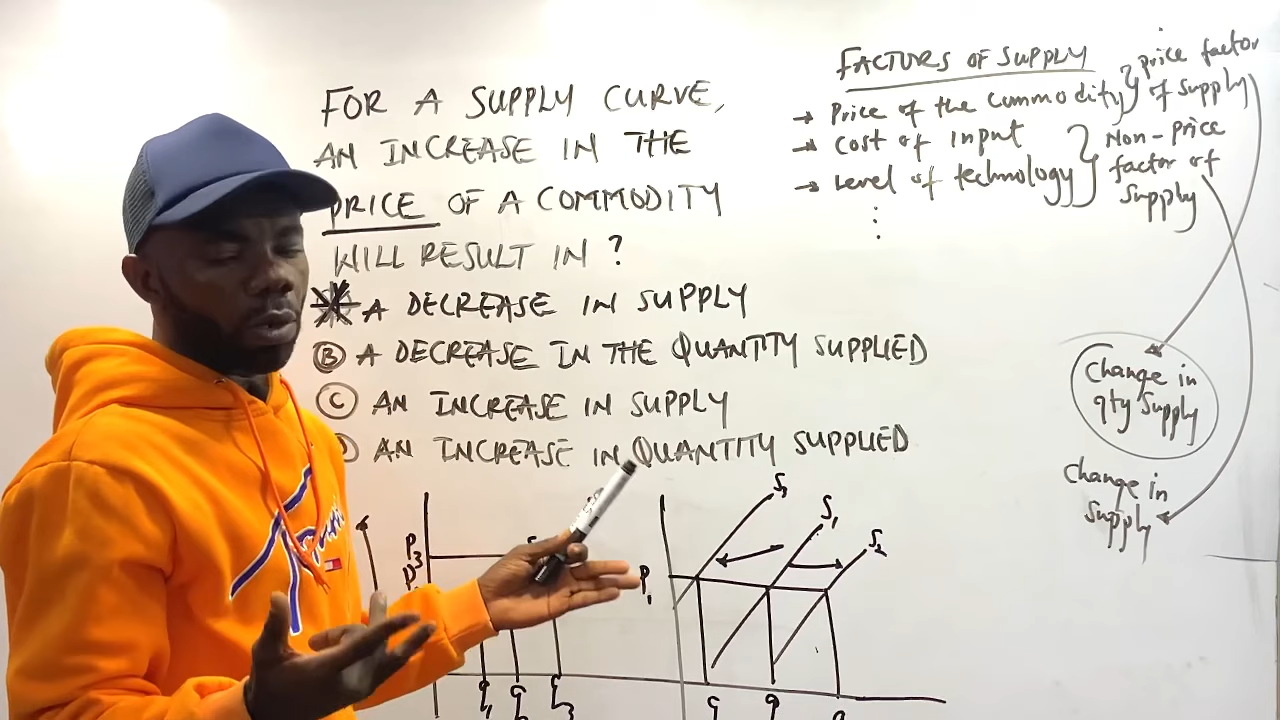 FOR A SUPPLY CURVE,
AN INCREASE IN THE
PRICE OF A COMMODITY
WILL RESULT IN ?
A DECREASE IN SUPPLY
B A DECREASE IN THE QUANTITY SUPPLIED
C AN INCREASE IN SUPPLY
AN INCREASE IN QUANTITY SUPPLIED
FACTORS OF SUPPLY
→ Price of the commodity } price factor of supply
→ Cost of input
→ Level of technology } Non-price factor of supply
Change in
qty supply
Change in
supply
P3
q1
q3
S1
S2
P1
q
q